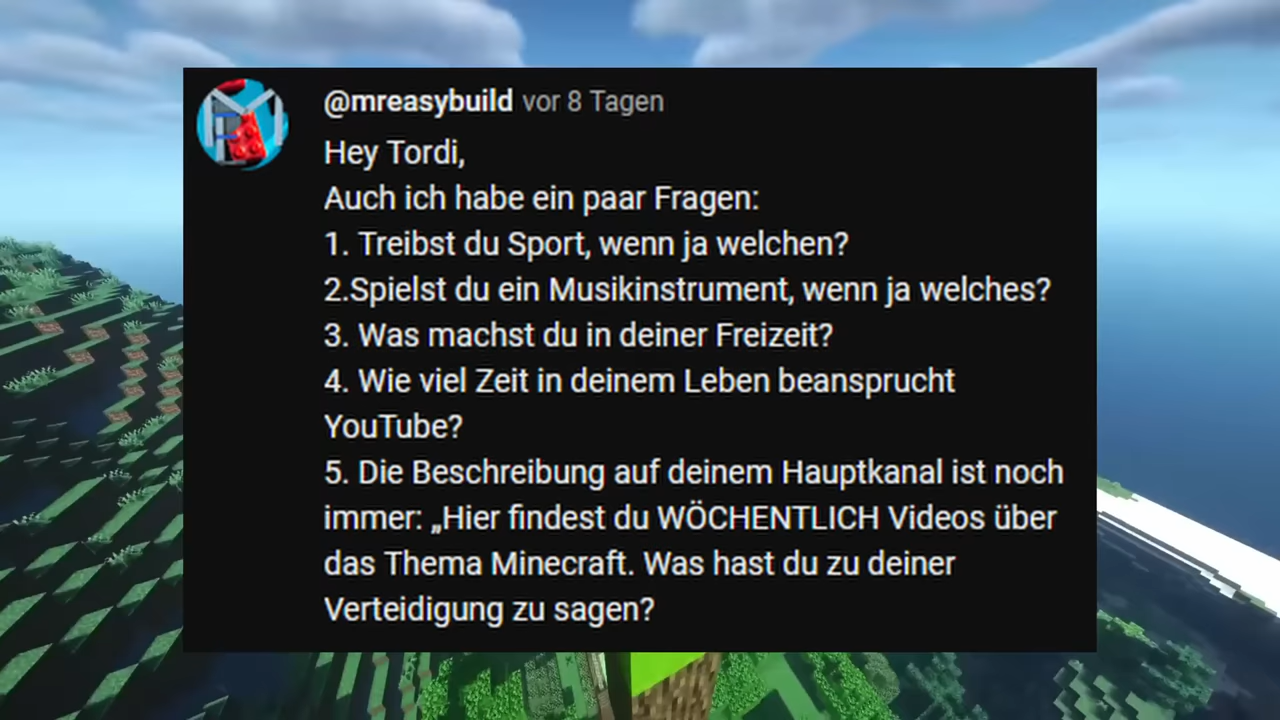 @mreasybuild vor 8 Tagen
Hey Tordi,
Auch ich habe ein paar Fragen:
1. Treibst du Sport, wenn ja welchen?
2.Spielst du ein Musikinstrument, wenn ja welches?
3. Was machst du in deiner Freizeit?
4. Wie viel Zeit in deinem Leben beansprucht
YouTube?
5. Die Beschreibung auf deinem Hauptkanal ist noch
immer: „Hier findest du WÖCHENTLICH Videos über
das Thema Minecraft. Was hast du zu deiner
Verteidigung zu sagen?